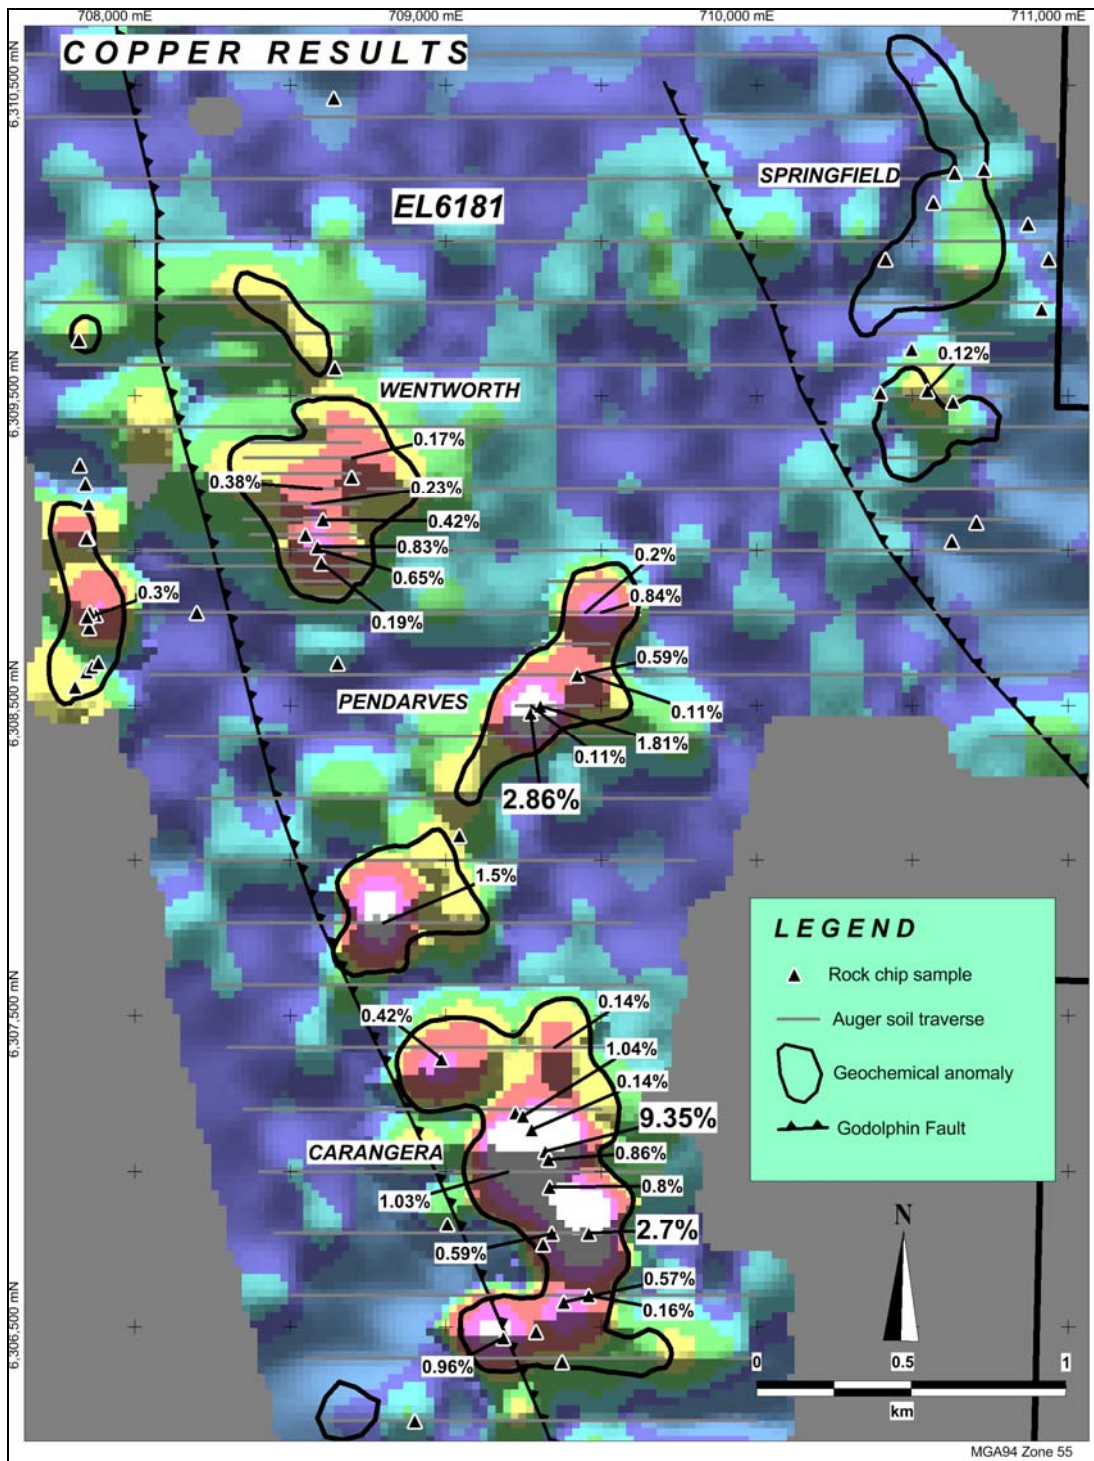 708,000 mE
709,000 mE
710,000 mE
711,000 mE
COPPER RESULTS
6,310,500 mN
EL6181
SPRINGFIELD
6,309,500 mN
0.12%
WENTWORTH
0.17%
0.38%
0.23%
0.42%
0.83%
0.65%
0.19%
0.3%
0.2%
0.84%
0.59%
0.11%
PENDARVES
6,308,500 mN
1.81%
0.11%
2.86%
1.5%
LEGEND
Rock chip sample
Auger soil traverse
Geochemical anomaly
Godolphin Fault
6,307,500 mN
0.42%
0.14%
1.04%
0.14%
9.35%
CARANGERA
0.86%
1.03%
0.8%
2.7%
0.59%
0.57%
0.16%
6,306,500 mN
0.96%
N
0
0.5
1
km
MGA94 Zone 55